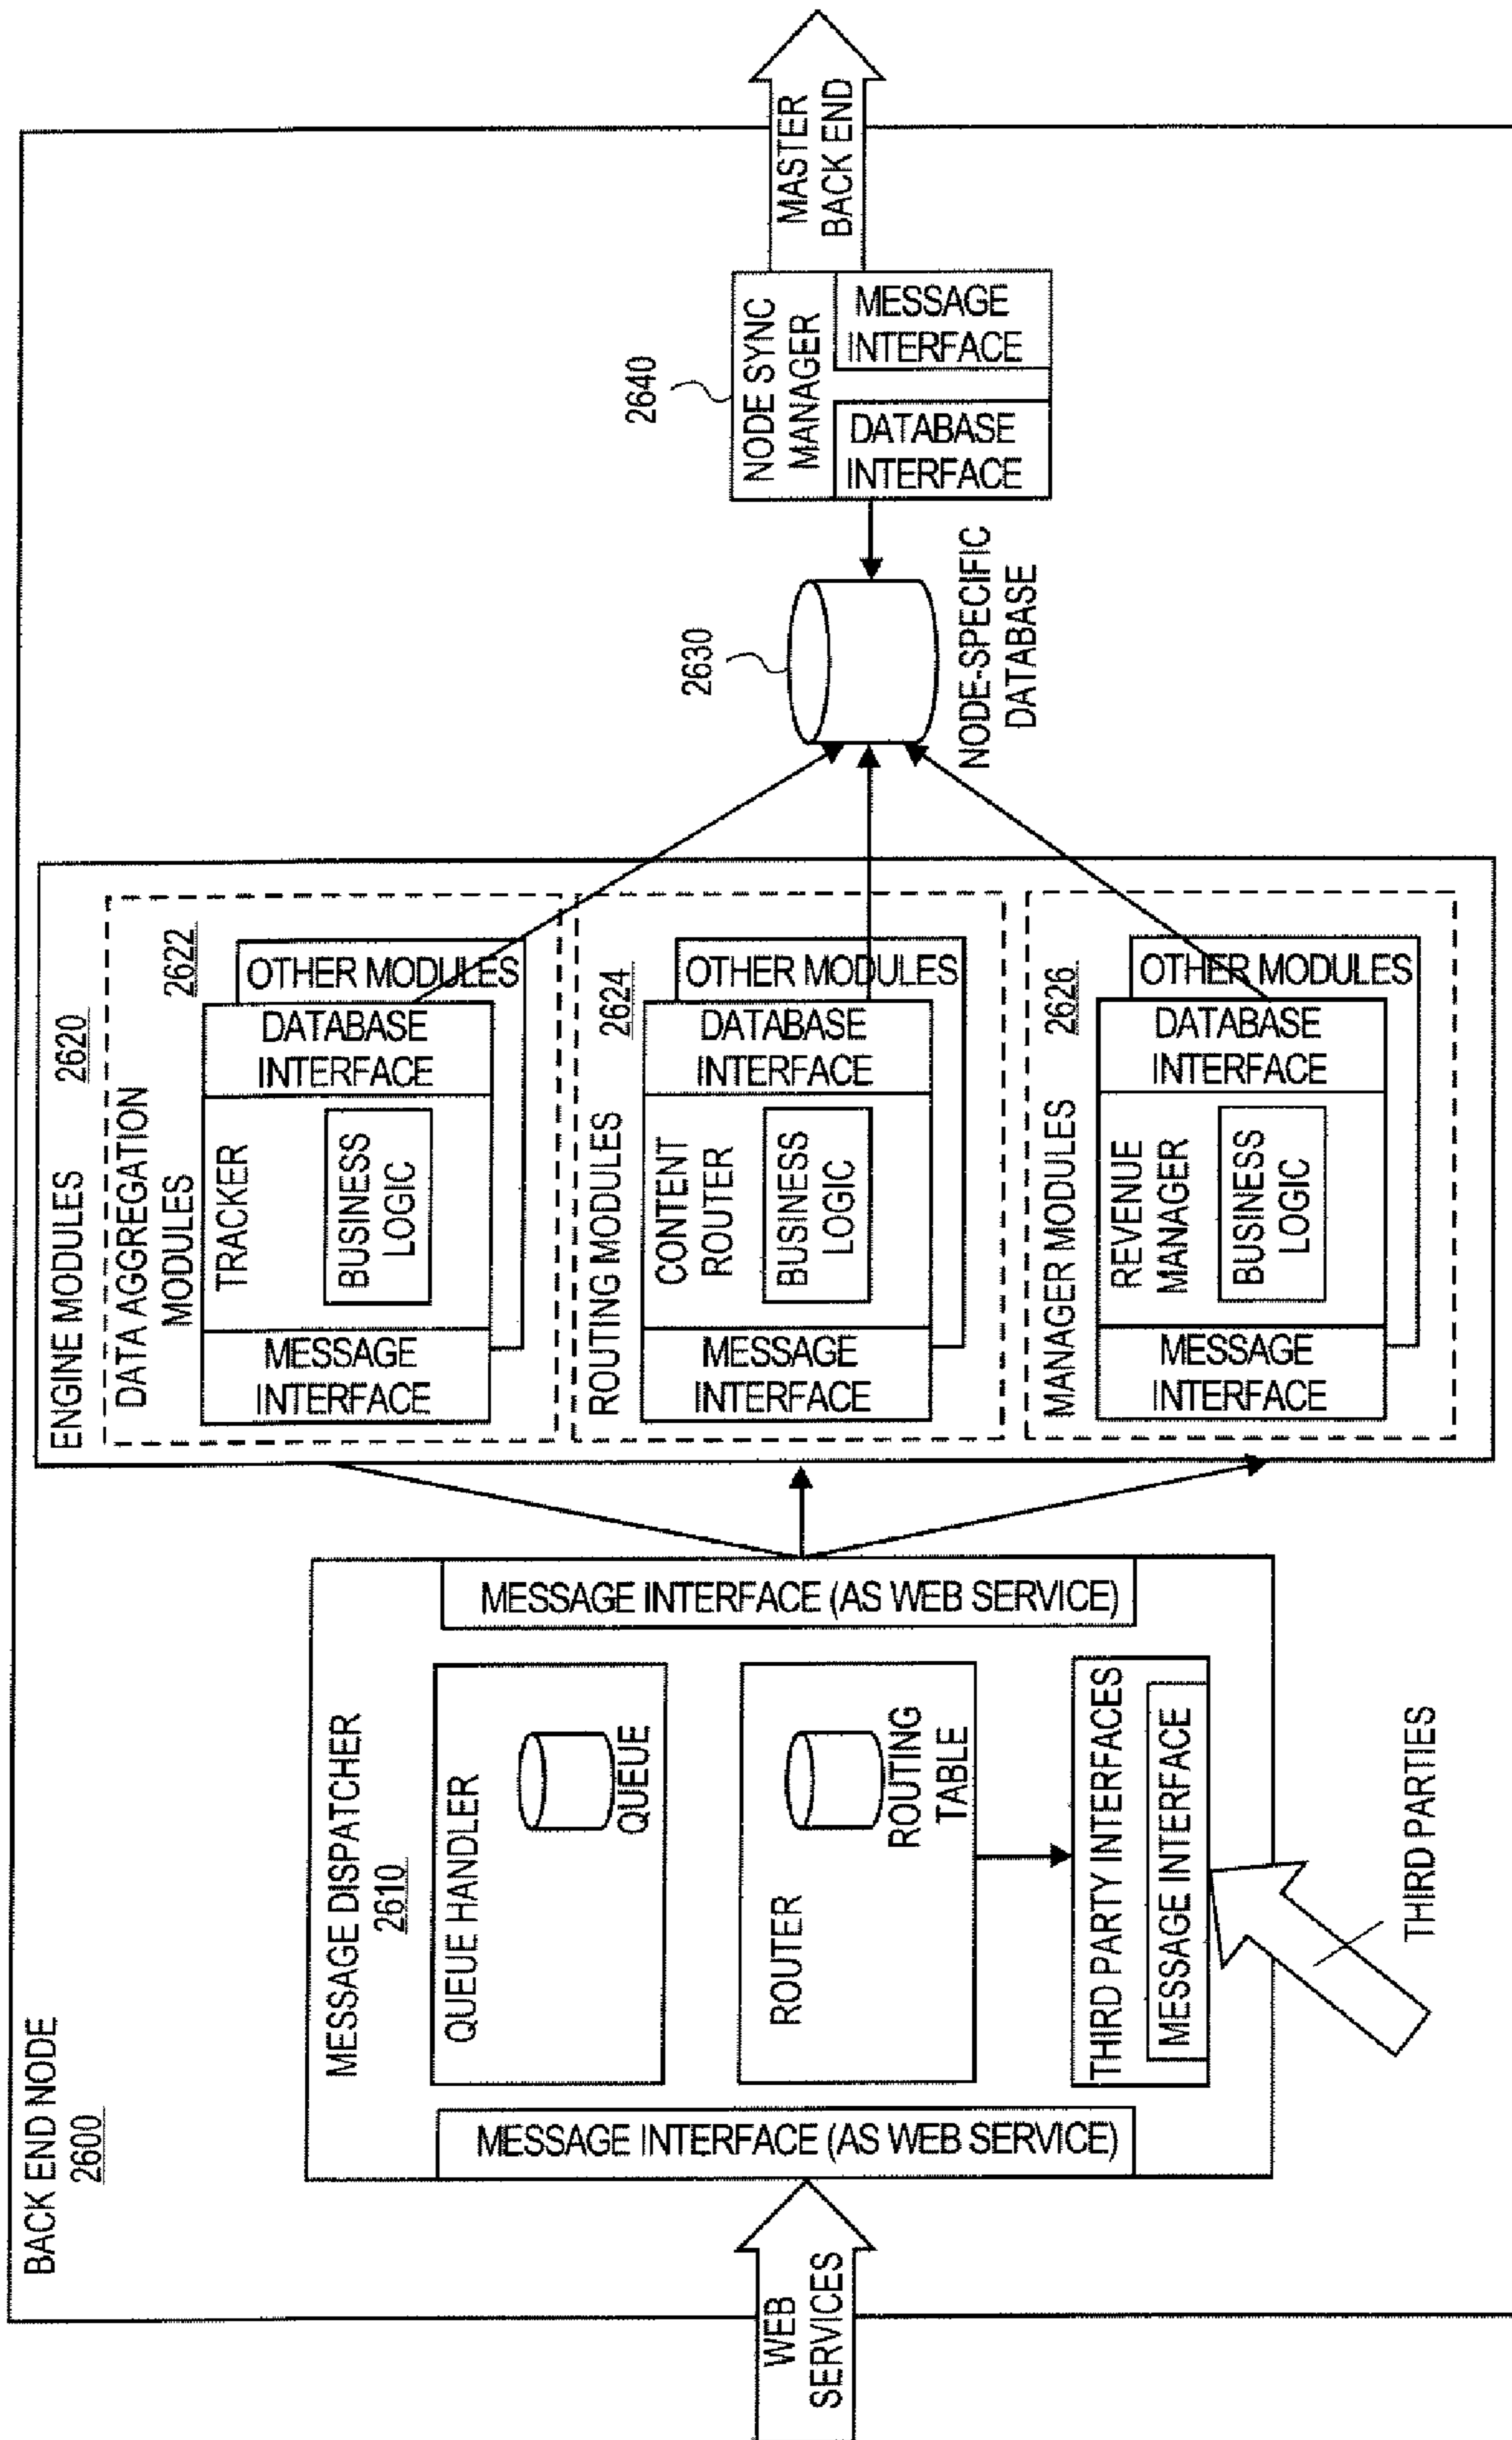 BACK END NODE
2600
WEB
SERVICES
MESSAGE DISPATCHER
2610
MESSAGE INTERFACE (AS WEB SERVICE)
QUEUE HANDLER
QUEUE
ROUTER
ROUTING
TABLE
THIRD PARTY INTERFACES
MESSAGE INTERFACE
MESSAGE INTERFACE (AS WEB SERVICE)
THIRD PARTIES
ENGINE MODULES
2620
DATA AGGREGATION
MODULES
2622
MESSAGE
INTERFACE
TRACKER
BUSINESS
LOGIC
DATABASE
INTERFACE
OTHER MODULES
ROUTING MODULES
2624
MESSAGE
INTERFACE
CONTENT
ROUTER
BUSINESS
LOGIC
DATABASE
INTERFACE
OTHER MODULES
MANAGER MODULES
2626
MESSAGE
INTERFACE
REVENUE
MANAGER
BUSINESS
LOGIC
DATABASE
INTERFACE
OTHER MODULES
2630
NODE-SPECIFIC
DATABASE
2640
NODE SYNC
MANAGER
DATABASE
INTERFACE
MESSAGE
INTERFACE
MASTER
BACK END